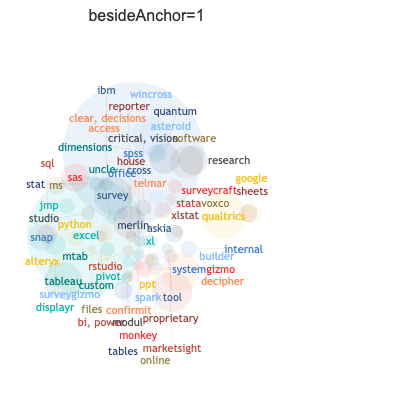 besideAnchor=1
ibm
wincross
reporter
quantum
clear, decisions
access
asteroid
critical, vision
software
dimensions
spss
research
sql
house
uncle
cross
office
google
sas
telmar
stat
ms
surveycraft
sheets
survey
jmp
stata
voxco
xlstat
qualtrics
studio
python
merlin
askia
snap
excel
xl
internal
mtab
builder
alteryx
rstudio
system
gizmo
pivot
tableau
custom
ppt
decipher
surveygizmo
spark
tool
displayr
files
confirmit
bi, power
modul
proprietary
monkey
tables
marketsight
online